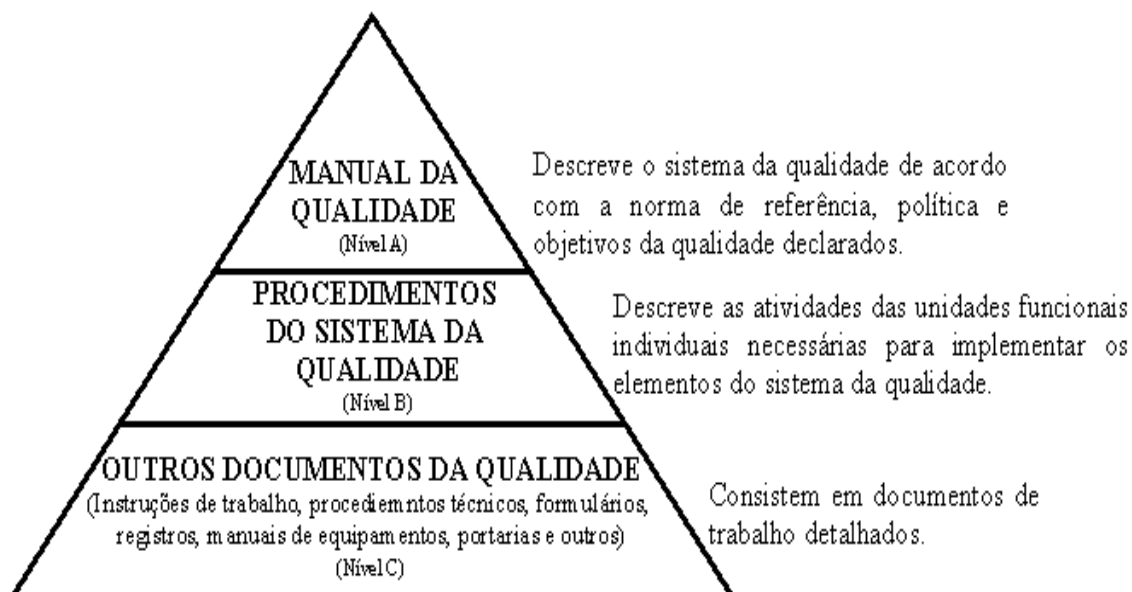 MANUAL DA
QUALIDADE
(Nível A)
Descreve o sistema da qualidade de acordo
com a norma de referência, política e
objetivos da qualidade declarados.
PROCEDIMENTOS
DO SISTEMA DA
QUALIDADE
(Nível B)
Descreve as atividades das unidades funcionais
individuais necessárias para implementar os
elementos do sistema da qualidade.
OUTROS DOCUMENTOS DA QUALIDADE
(Instruções de trabalho, procediemntos técnicos, formulários,
registros, manuais de equipamentos, portarias e outros)
(Nível C)
Consistem em documentos de
trabalho detalhados.